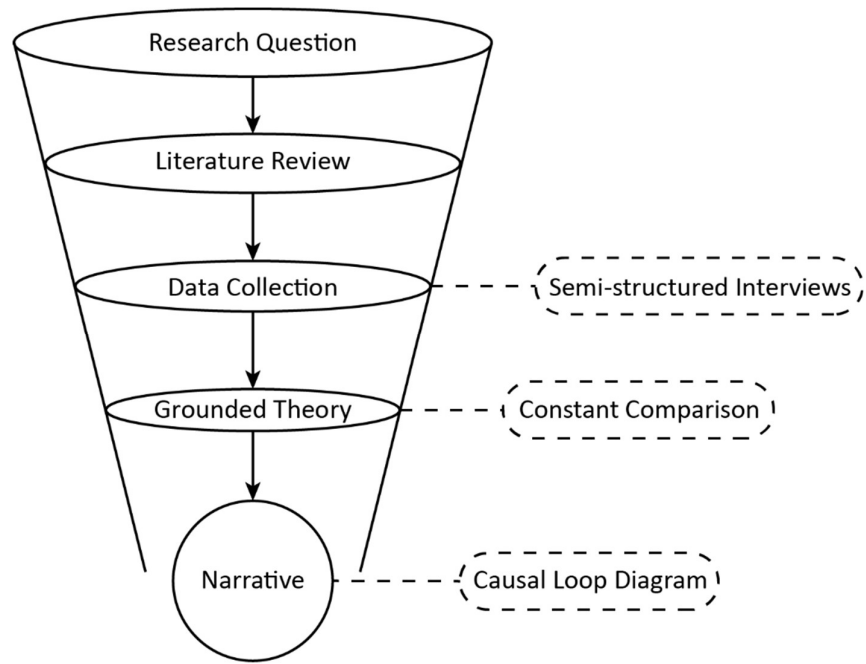 Research Question
Literature Review
Data Collection
Semi-structured Interviews
Grounded Theory
Constant Comparison
Narrative
Causal Loop Diagram